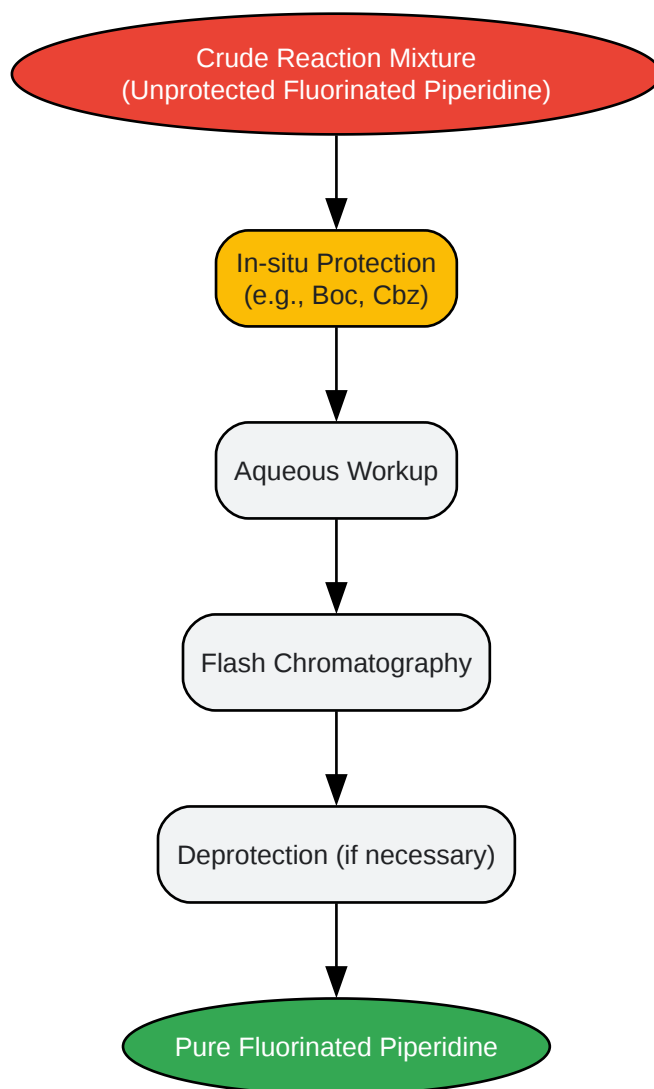 Crude Reaction Mixture
(Unprotected Fluorinated Piperidine)
In-situ Protection
(e.g., Boc, Cbz)
Aqueous Workup
Flash Chromatography
Deprotection (if necessary)
Pure Fluorinated Piperidine